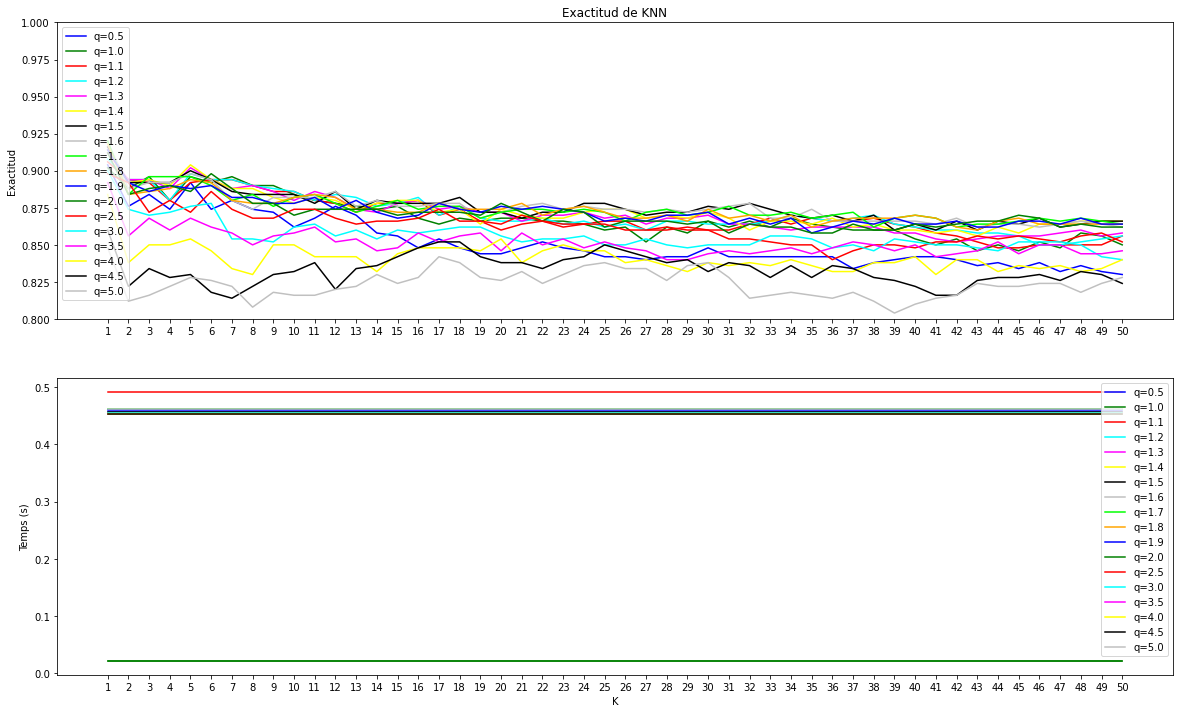 Exactitud de KNN
Exactitud
1.000
0.975
0.950
0.925
0.900
0.875
0.850
0.825
0.800
q=0.5
q=1.0
q=1.1
q=1.2
q=1.3
q=1.4
q=1.5
q=1.6
q=1.7
q=1.8
q=1.9
q=2.0
q=2.5
q=3.0
q=3.5
q=4.0
q=4.5
q=5.0
1 2 3 4 5 6 7 8 9 10 11 12 13 14 15 16 17 18 19 20 21 22 23 24 25 26 27 28 29 30 31 32 33 34 35 36 37 38 39 40 41 42 43 44 45 46 47 48 49 50
Temps (s)
0.5
0.4
0.3
0.2
0.1
0.0
q=0.5
q=1.0
q=1.1
q=1.2
q=1.3
q=1.4
q=1.5
q=1.6
q=1.7
q=1.8
q=1.9
q=2.0
q=2.5
q=3.0
q=3.5
q=4.0
q=4.5
q=5.0
1 2 3 4 5 6 7 8 9 10 11 12 13 14 15 16 17 18 19 20 21 22 23 24 25 26 27 28 29 30 31 32 33 34 35 36 37 38 39 40 41 42 43 44 45 46 47 48 49 50
K